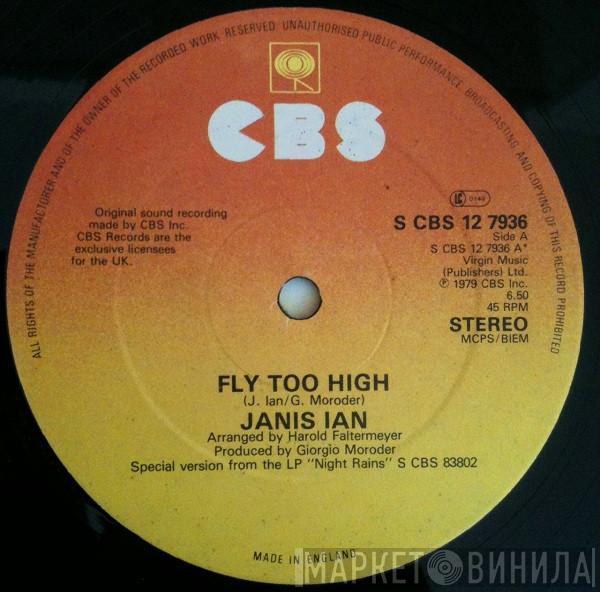 ALL RIGHTS OF THE MANUFACTURER AND OF THE OWNER OF THE RECORDED WORK RESERVED. UNAUTHORISED PUBLIC PERFORMANCE, BROADCASTING AND COPYING OF THIS RECORD PROHIBITED
CBS
LC 0149
Original sound recording
made by CBS Inc.
CBS Records are the
exclusive licensees
for the UK.
S CBS 12 7936
Side A
S CBS 12 7936 A*
Virgin Music
(Publishers) Ltd.
℗ 1979 CBS Inc.
6.50
45 RPM
STEREO
MCPS/BIEM
FLY TOO HIGH
(J. Ian/G. Moroder)
JANIS IAN
Arranged by Harold Faltermeyer
Produced by Giorgio Moroder
Special version from the LP "Night Rains" S CBS 83802
MADE IN ENGLAND
МАРКЕТ ВИНИЛА